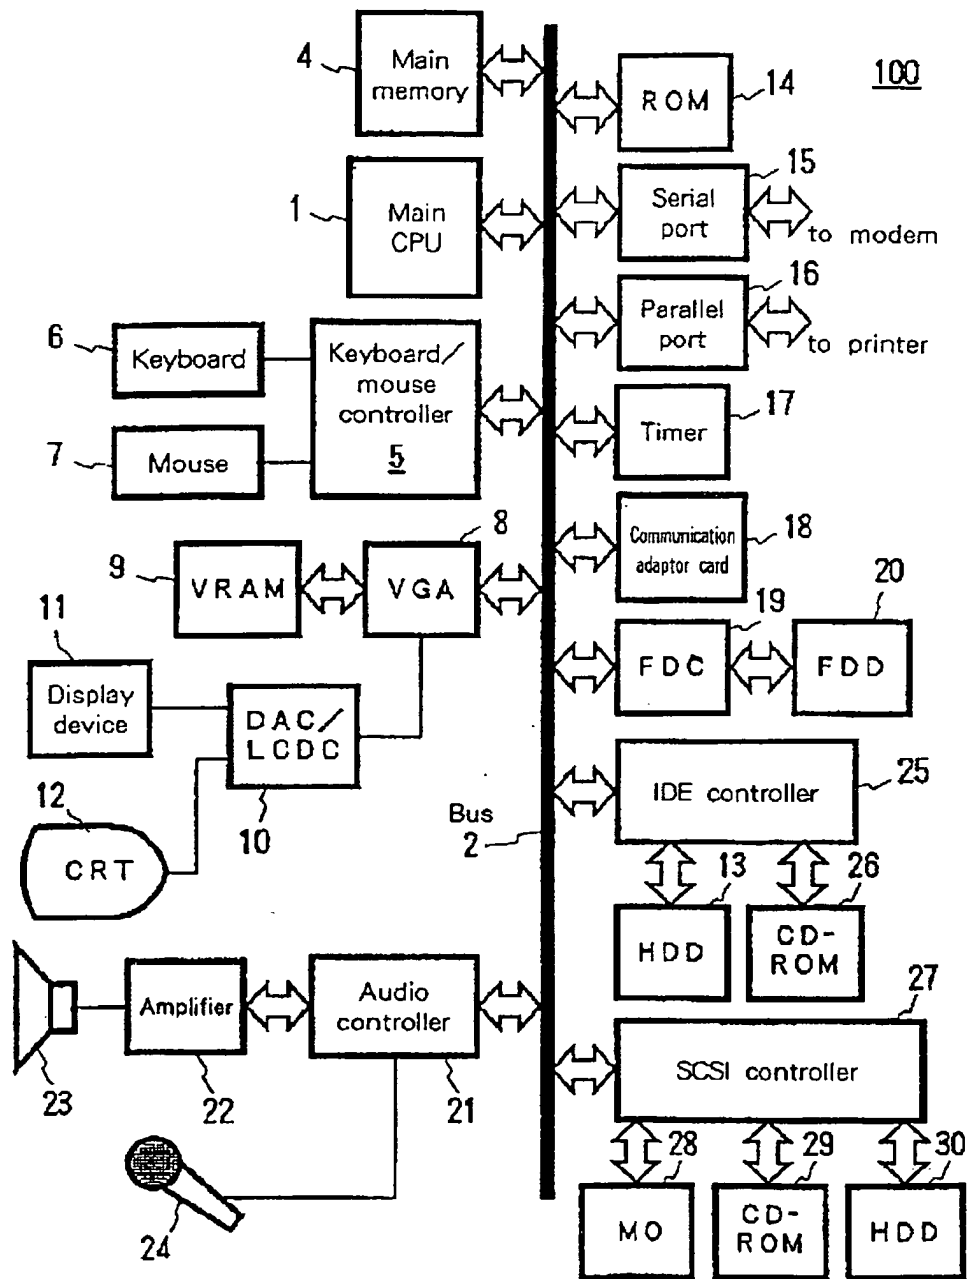 100
4
Main
memory
ROM
14
1
Main
CPU
15
Serial
port
to modem
16
Parallel
port
to printer
6
Keyboard
Keyboard/
mouse
controller
5
7
Mouse
17
Timer
18
Communication
adaptor card
8
9
VRAM
VGA
19
FDC
20
FDD
11
Display
device
DAC/
LCDC
10
12
CRT
Bus
2
25
IDE controller
13
HDD
26
CD-
ROM
23
Amplifier
22
Audio
controller
21
24
27
SCSI controller
28
MO
29
CD-
ROM
30
HDD